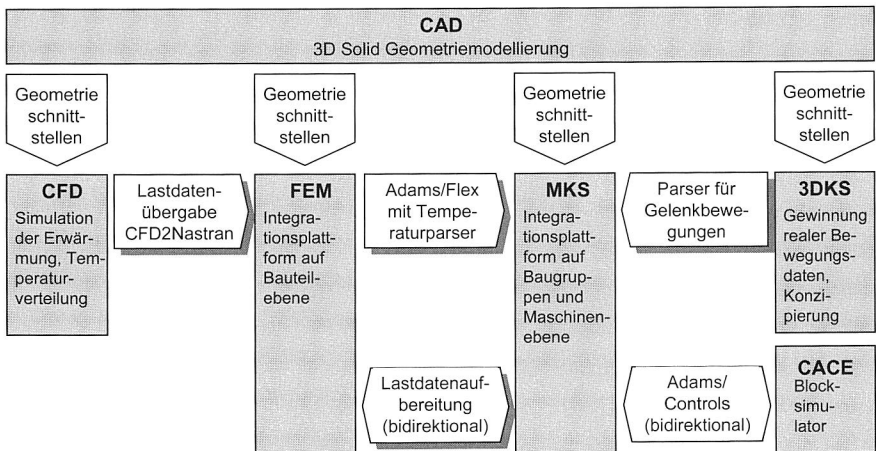 CAD
3D Solid Geometriemodellierung
Geometrie
schnitt-
stellen
Geometrie
schnitt-
stellen
Geometrie
schnitt-
stellen
Geometrie
schnitt-
stellen
CFD
Simulation
der Erwär-
mung, Tem-
peratur-
verteilung
Lastdaten-
übergabe
CFD2Nastran
FEM
Integra-
tionsplatt-
form auf
Bauteil-
ebene
Adams/Flex
mit Tempe-
raturparser
MKS
Integra-
tionsplatt-
form auf
Baugrup-
pen und
Maschinen-
ebene
Parser für
Gelenkbewe-
gungen
3DKS
Gewinnung
realer Be-
wegungs-
daten,
Konzi-
pierung
Lastdatenauf-
bereitung
(bidirektional)
Adams/
Controls
(bidirektional)
CACE
Block-
simu-
lator